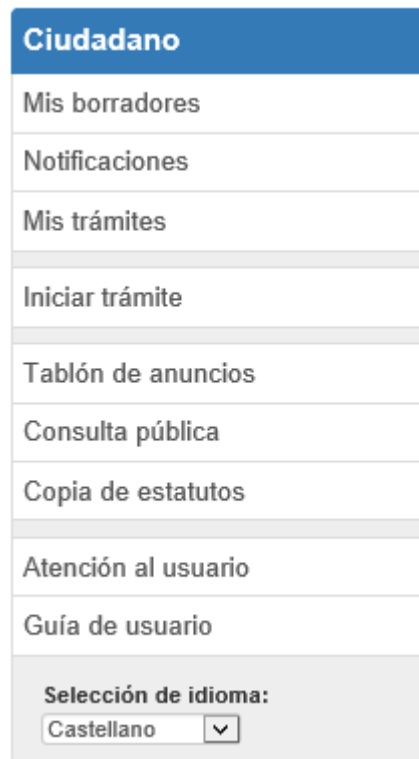 Ciudadano
Mis borradores
Notificaciones
Mis trámites
Iniciar trámite
Tablón de anuncios
Consulta pública
Copia de estatutos
Atención al usuario
Guía de usuario
Selección de idioma:
Castellano